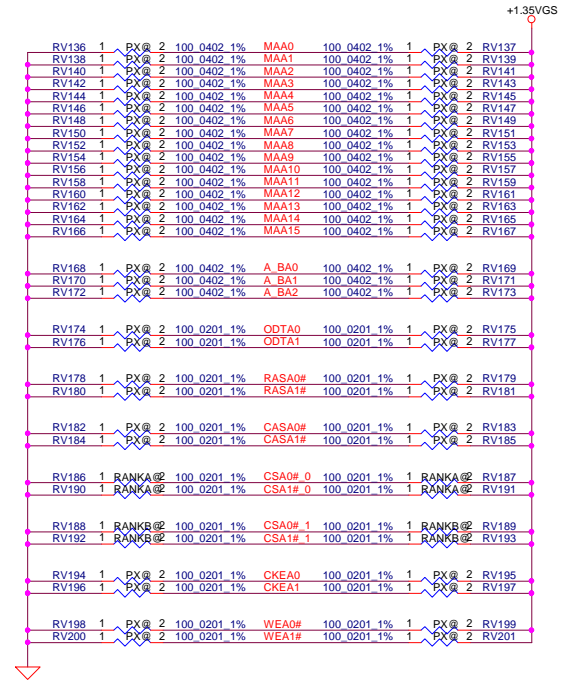 +1.35VGS
RV136 1 PX@ 2 100_0402_1% MAA0 100_0402_1% 1 PX@ 2 RV137
RV138 1 PX@ 2 100_0402_1% MAA1 100_0402_1% 1 PX@ 2 RV139
RV140 1 PX@ 2 100_0402_1% MAA2 100_0402_1% 1 PX@ 2 RV141
RV142 1 PX@ 2 100_0402_1% MAA3 100_0402_1% 1 PX@ 2 RV143
RV144 1 PX@ 2 100_0402_1% MAA4 100_0402_1% 1 PX@ 2 RV145
RV146 1 PX@ 2 100_0402_1% MAA5 100_0402_1% 1 PX@ 2 RV147
RV148 1 PX@ 2 100_0402_1% MAA6 100_0402_1% 1 PX@ 2 RV149
RV150 1 PX@ 2 100_0402_1% MAA7 100_0402_1% 1 PX@ 2 RV151
RV152 1 PX@ 2 100_0402_1% MAA8 100_0402_1% 1 PX@ 2 RV153
RV154 1 PX@ 2 100_0402_1% MAA9 100_0402_1% 1 PX@ 2 RV155
RV156 1 PX@ 2 100_0402_1% MAA10 100_0402_1% 1 PX@ 2 RV157
RV158 1 PX@ 2 100_0402_1% MAA11 100_0402_1% 1 PX@ 2 RV159
RV160 1 PX@ 2 100_0402_1% MAA12 100_0402_1% 1 PX@ 2 RV161
RV162 1 PX@ 2 100_0402_1% MAA13 100_0402_1% 1 PX@ 2 RV163
RV164 1 PX@ 2 100_0402_1% MAA14 100_0402_1% 1 PX@ 2 RV165
RV166 1 PX@ 2 100_0402_1% MAA15 100_0402_1% 1 PX@ 2 RV167
RV168 1 PX@ 2 100_0402_1% A_BA0 100_0402_1% 1 PX@ 2 RV169
RV170 1 PX@ 2 100_0402_1% A_BA1 100_0402_1% 1 PX@ 2 RV171
RV172 1 PX@ 2 100_0402_1% A_BA2 100_0402_1% 1 PX@ 2 RV173
RV174 1 PX@ 2 100_0201_1% ODTA0 100_0201_1% 1 PX@ 2 RV175
RV176 1 PX@ 2 100_0201_1% ODTA1 100_0201_1% 1 PX@ 2 RV177
RV178 1 PX@ 2 100_0201_1% RASA0# 100_0201_1% 1 PX@ 2 RV179
RV180 1 PX@ 2 100_0201_1% RASA1# 100_0201_1% 1 PX@ 2 RV181
RV182 1 PX@ 2 100_0201_1% CASA0# 100_0201_1% 1 PX@ 2 RV183
RV184 1 PX@ 2 100_0201_1% CASA1# 100_0201_1% 1 PX@ 2 RV185
RV186 1 RANKA@ 2 100_0201_1% CSA0#_0 100_0201_1% 1 RANKA@ 2 RV187
RV190 1 RANKA@ 2 100_0201_1% CSA1#_0 100_0201_1% 1 RANKA@ 2 RV191
RV188 1 RANKB@ 2 100_0201_1% CSA0#_1 100_0201_1% 1 RANKB@ 2 RV189
RV192 1 RANKB@ 2 100_0201_1% CSA1#_1 100_0201_1% 1 RANKB@ 2 RV193
RV194 1 PX@ 2 100_0201_1% CKEA0 100_0201_1% 1 PX@ 2 RV195
RV196 1 PX@ 2 100_0201_1% CKEA1 100_0201_1% 1 PX@ 2 RV197
RV198 1 PX@ 2 100_0201_1% WEA0# 100_0201_1% 1 PX@ 2 RV199
RV200 1 PX@ 2 100_0201_1% WEA1# 100_0201_1% 1 PX@ 2 RV201